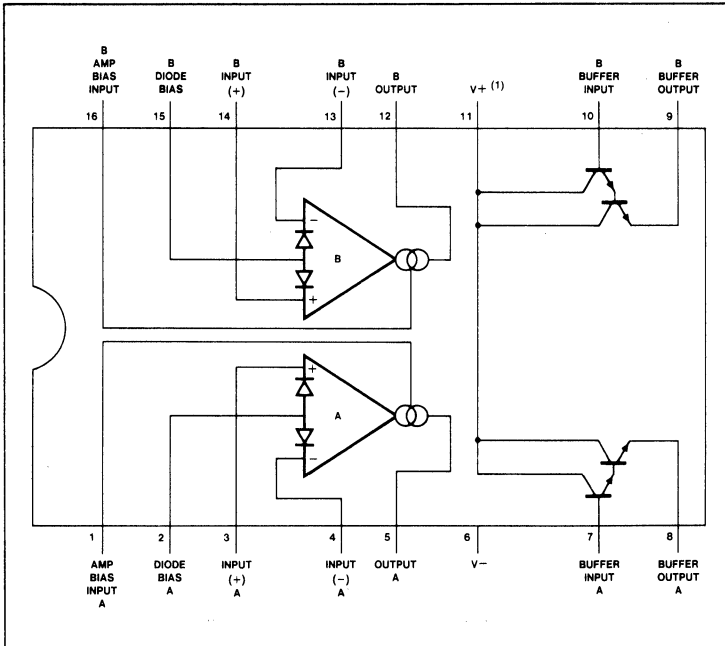 B
AMP
BIAS
INPUT
16
B
DIODE
BIAS
15
B
INPUT
(+)
14
B
INPUT
(−)
13
B
OUTPUT
12
V+ (1)
11
B
BUFFER
INPUT
10
B
BUFFER
OUTPUT
9
−
B
+
+
A
−
1
AMP
BIAS
INPUT
A
2
DIODE
BIAS
A
3
INPUT
(+)
A
4
INPUT
(−)
A
5
OUTPUT
A
6
V−
7
BUFFER
INPUT
A
8
BUFFER
OUTPUT
A